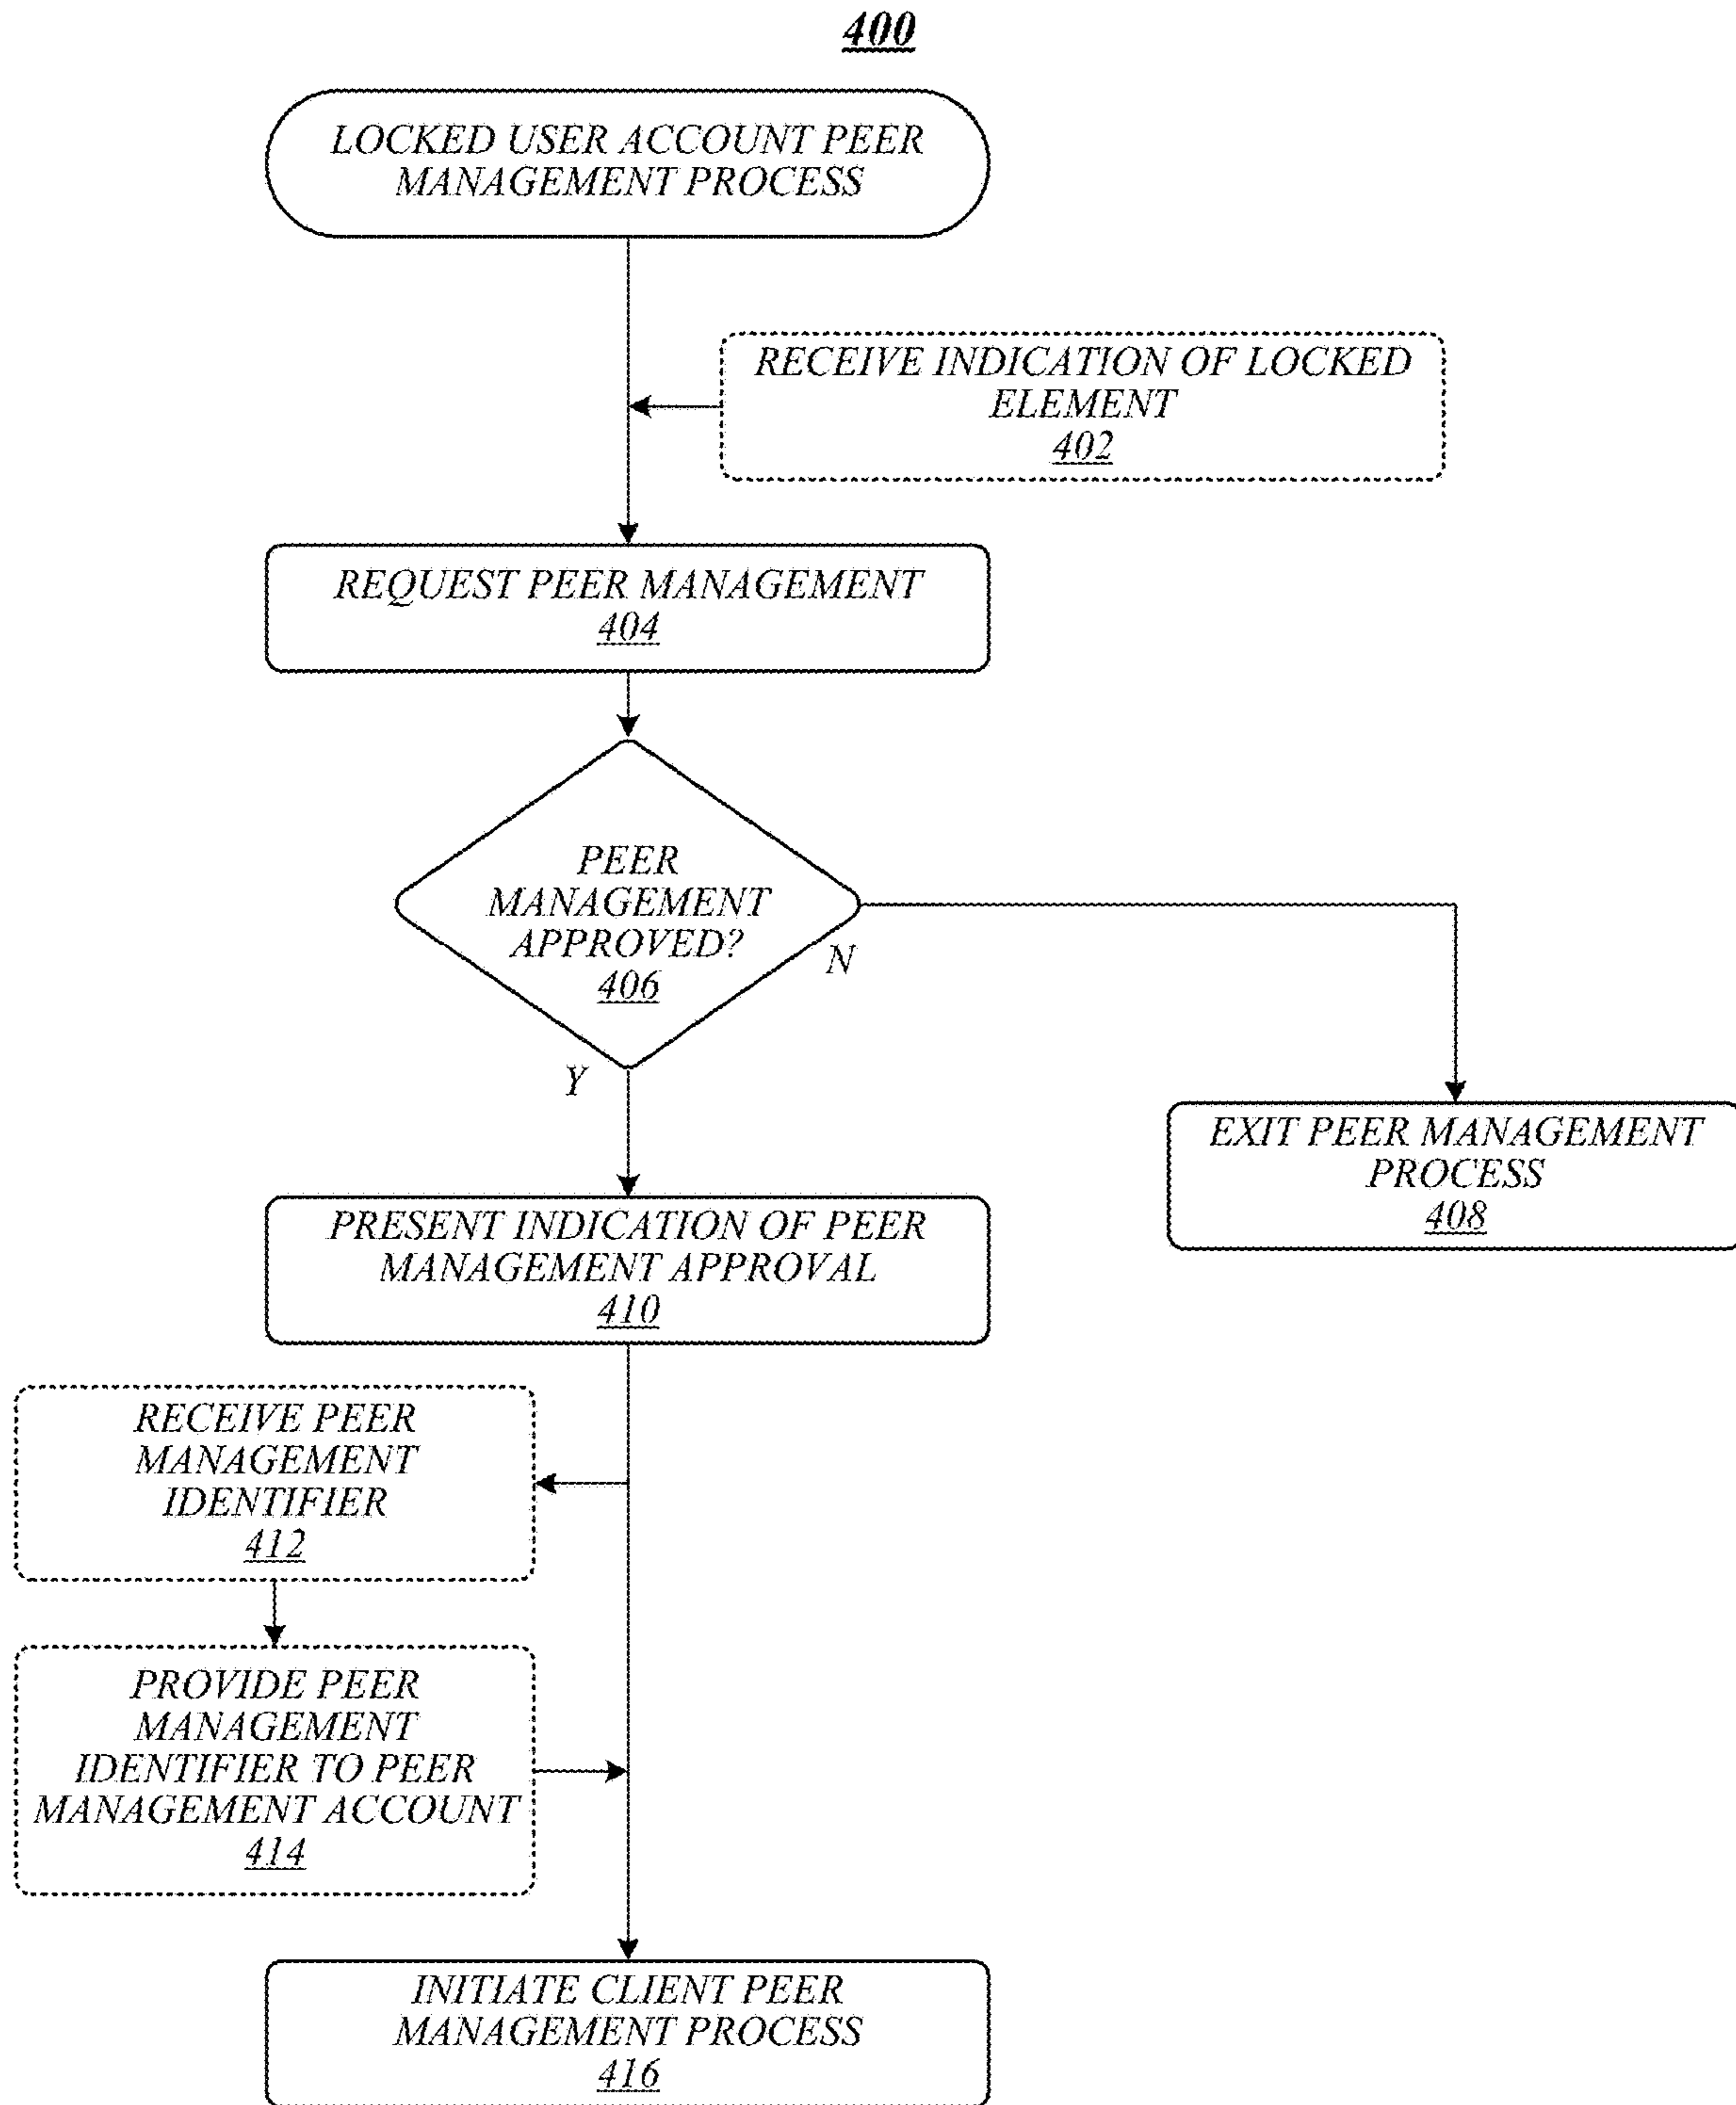 400
LOCKED USER ACCOUNT PEER
MANAGEMENT PROCESS
RECEIVE INDICATION OF LOCKED
ELEMENT
402
REQUEST PEER MANAGEMENT
404
PEER
MANAGEMENT
APPROVED?
406
N
Y
EXIT PEER MANAGEMENT
PROCESS
408
PRESENT INDICATION OF PEER
MANAGEMENT APPROVAL
410
RECEIVE PEER
MANAGEMENT
IDENTIFIER
412
PROVIDE PEER
MANAGEMENT
IDENTIFIER TO PEER
MANAGEMENT ACCOUNT
414
INITIATE CLIENT PEER
MANAGEMENT PROCESS
416